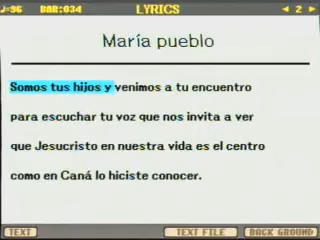 ♩=96 BAR:034 LYRICS ◄ 2 ►
María pueblo
Somos tus hijos y venimos a tu encuentro
para escuchar tu voz que nos invita a ver
que Jesucristo en nuestra vida es el centro
como en Caná lo hiciste conocer.
TEXT TEXT FILE BACK GROUND